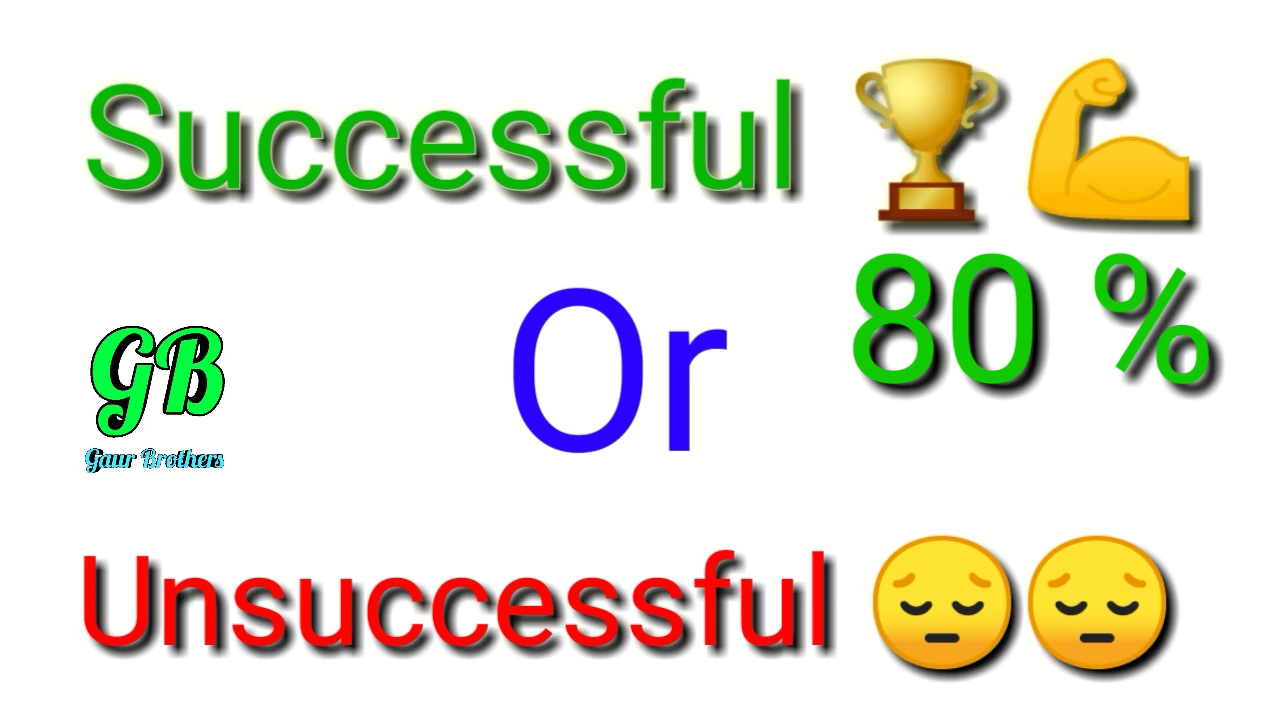 Successful 🏆💪
80 %
Or
GB
Gaur Brothers
Unsuccessful 😔😔